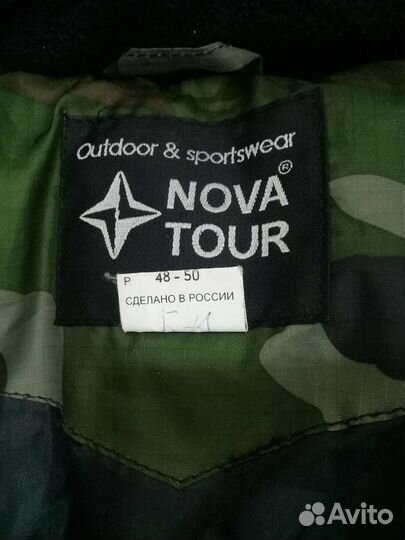 Outdoor & sportswear
NOVA®
TOUR
Р. 48 - 50
СДЕЛАНО В РОССИИ
Avito